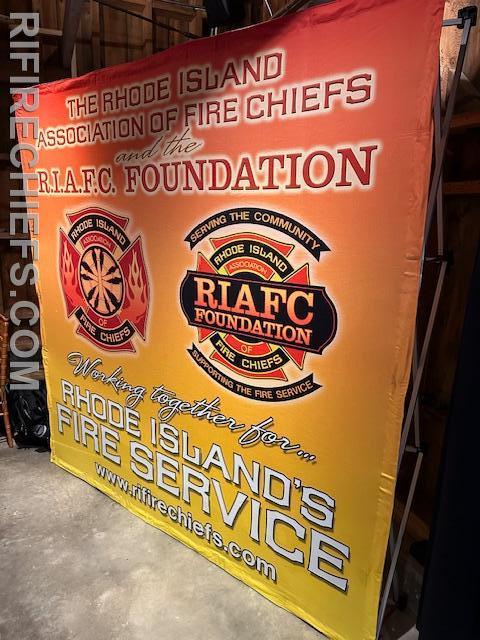 RIFIRECHIEFS.COM
THE RHODE ISLAND
ASSOCIATION OF FIRE CHIEFS
and the
R.I.A.F.C. FOUNDATION
RHODE ISLAND
ASSOCIATION
OF
FIRE CHIEFS
SERVING THE COMMUNITY
RHODE ISLAND
ASSOCIATION
RIAFC
FOUNDATION
OF
FIRE CHIEFS
SUPPORTING THE FIRE SERVICE
Working together for...
RHODE ISLAND'S
FIRE SERVICE
www.rifirechiefs.com